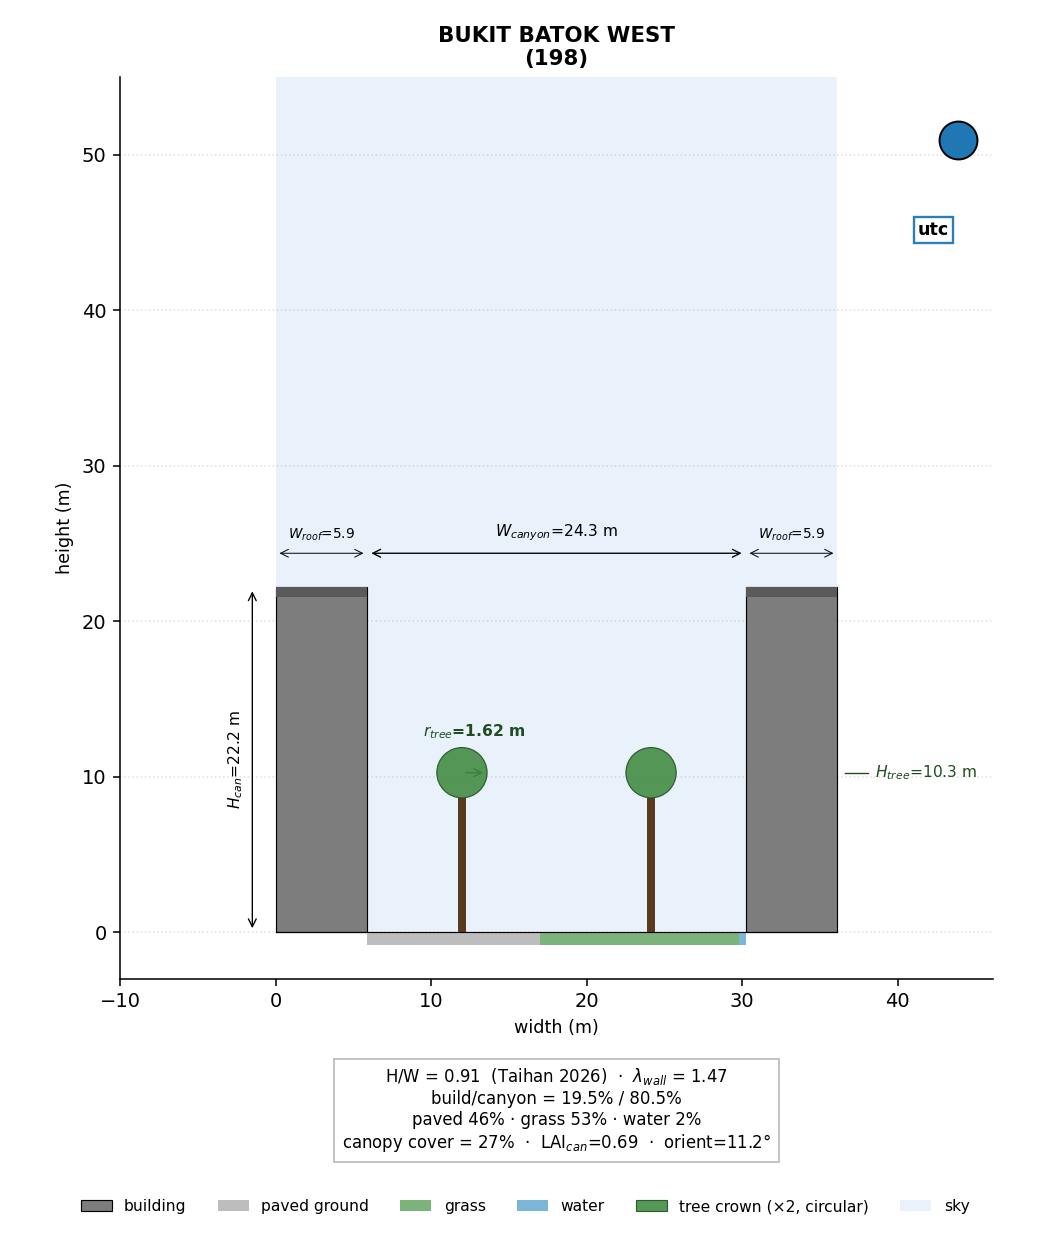 BUKIT BATOK WEST
(198)
50
utc
40
30
height (m)
W_roof=5.9
W_canyon=24.3 m
W_roof=5.9
20
r_tree=1.62 m
H_can=22.2 m
10
H_tree=10.3 m
0
−10 0 10 20 30 40
width (m)
H/W = 0.91 (Taihan 2026) · λ_wall = 1.47
build/canyon = 19.5% / 80.5%
paved 46% · grass 53% · water 2%
canopy cover = 27% · LAI_can=0.69 · orient=11.2°
building paved ground grass water tree crown (×2, circular) sky